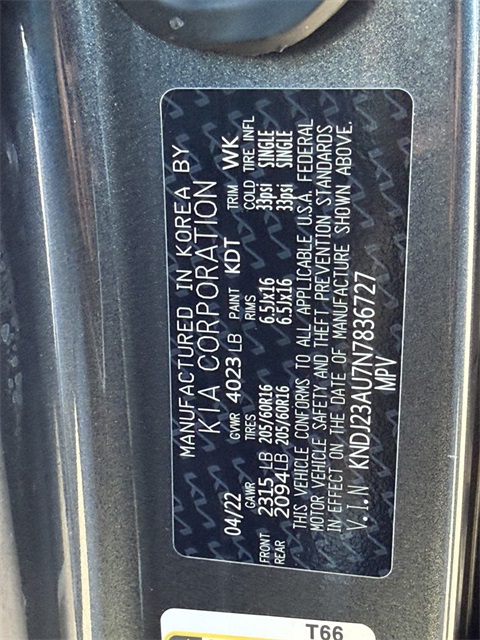 MANUFACTURED IN KOREA BY
KIA CORPORATION
04/22 GVWR 4023 LB PAINT KDT TRIM WK
GAWR TIRES RIMS COLD TIRE INFL
FRONT 2315 LB 205/60R16 6.5Jx16 33psi SINGLE
REAR 2094 LB 205/60R16 6.5Jx16 33psi SINGLE
THIS VEHICLE CONFORMS TO ALL APPLICABLE U.S.A. FEDERAL
MOTOR VEHICLE SAFETY AND THEFT PREVENTION STANDARDS
IN EFFECT ON THE DATE OF MANUFACTURE SHOWN ABOVE.
V.I.N KNDJ23AU7N7836727
MPV
T66